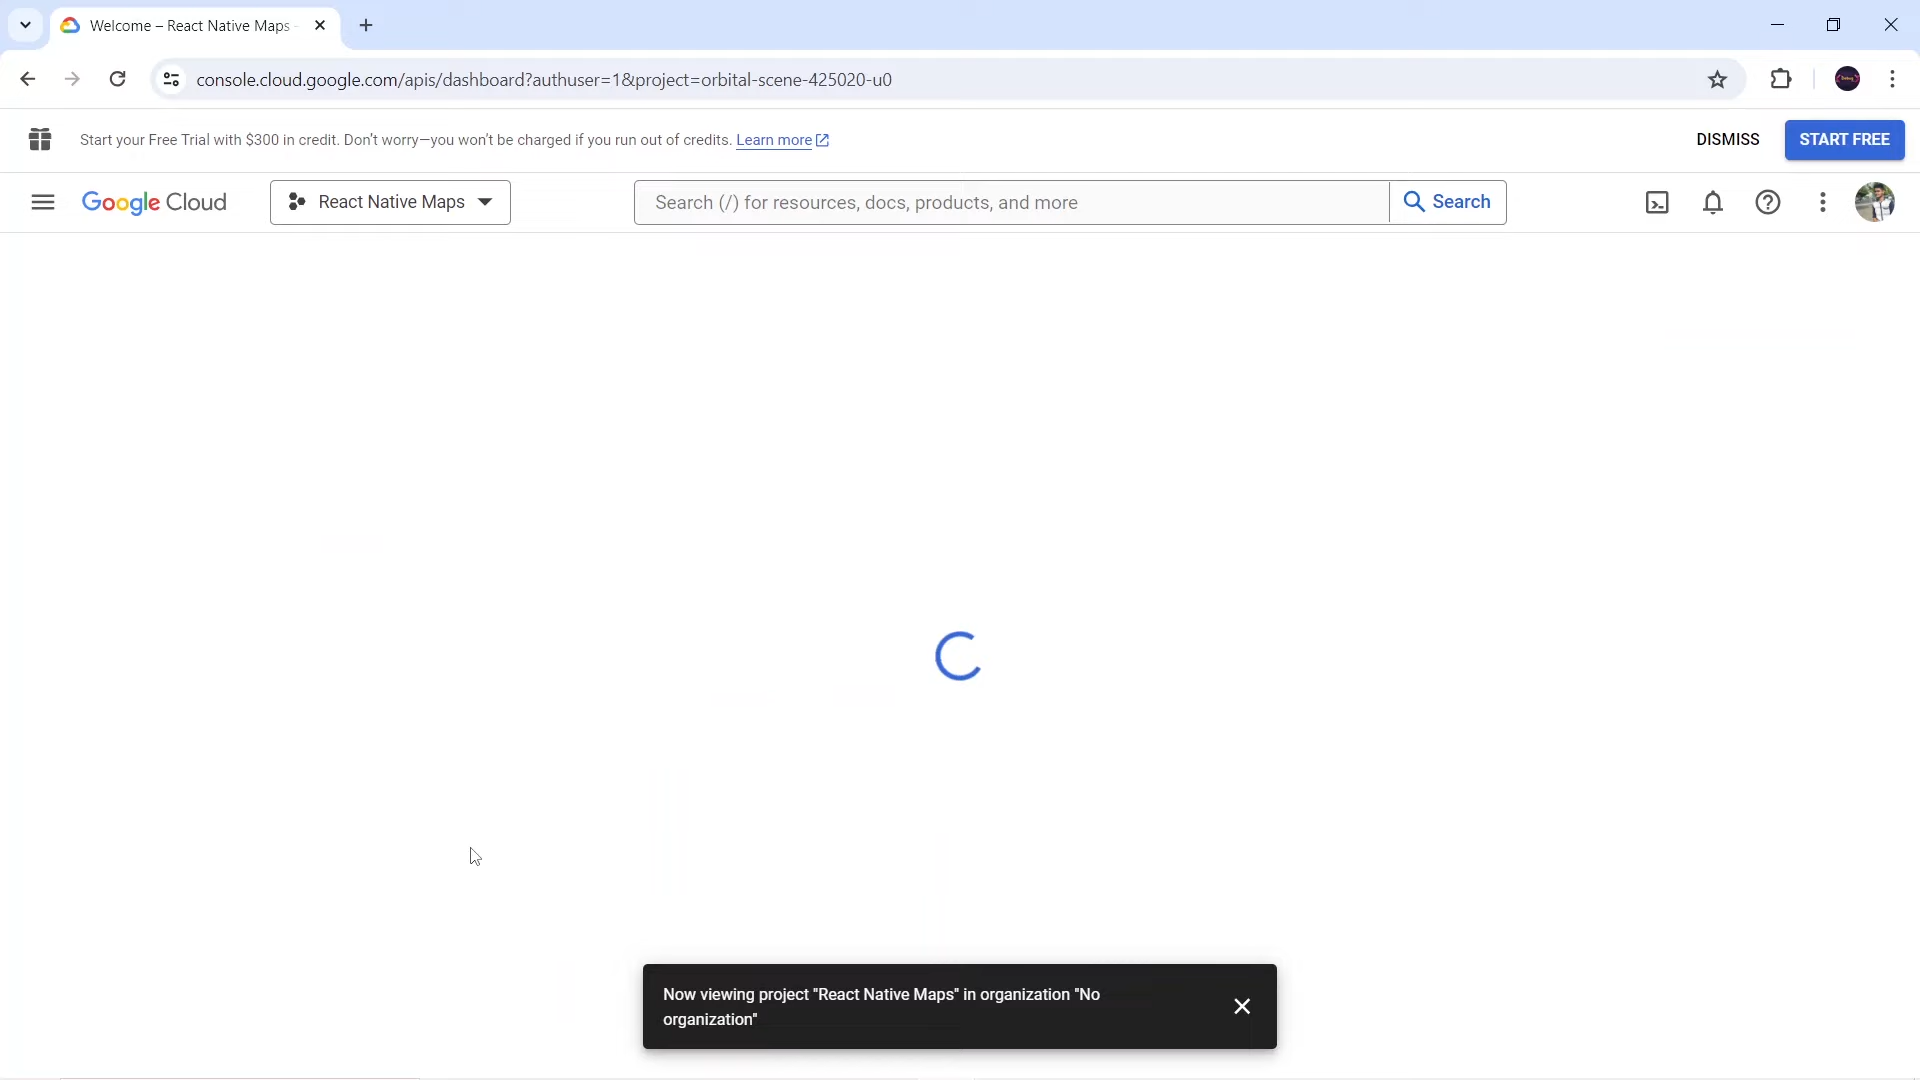 Welcome – React Native Maps -
console.cloud.google.com/apis/dashboard?authuser=1&project=orbital-scene-425020-u0
Start your Free Trial with $300 in credit. Don't worry—you won't be charged if you run out of credits. Learn more
DISMISS
START FREE
Google Cloud
React Native Maps
Search (/) for resources, docs, products, and more
Search
Now viewing project "React Native Maps" in organization "No
organization"